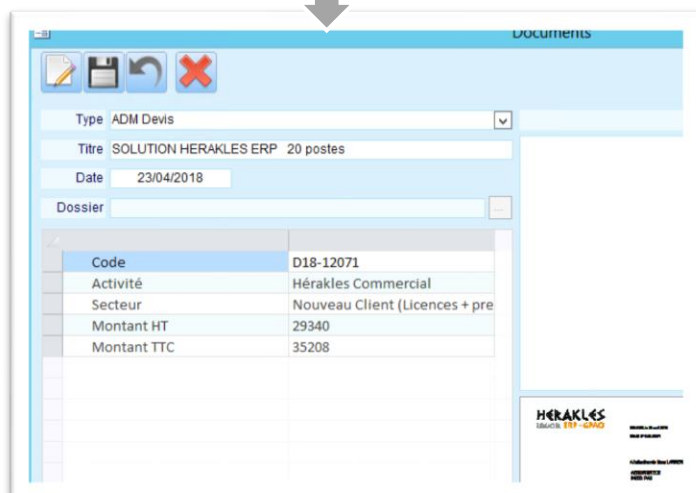 Documents
Type ADM Devis
Titre SOLUTION HERAKLES ERP 20 postes
Date 23/04/2018
Dossier
...
Code D18-12071
Activité Hérakles Commercial
Secteur Nouveau Client (Licences + pre
Montant HT 29340
Montant TTC 35208
HERAKLES
ERP-GMAO